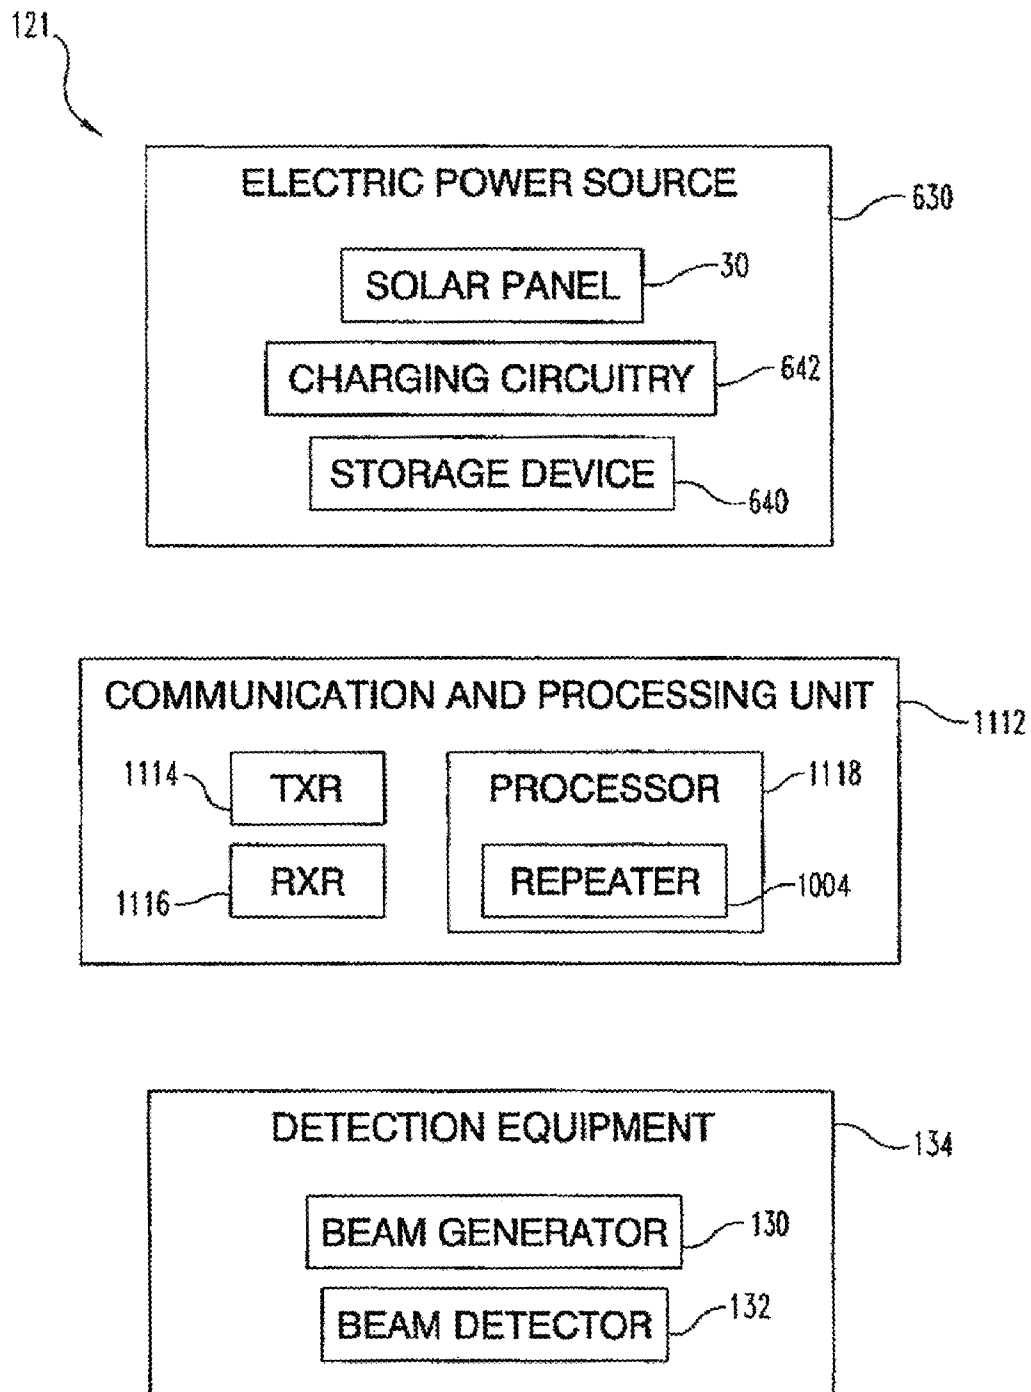 121
ELECTRIC POWER SOURCE
630
SOLAR PANEL
30
CHARGING CIRCUITRY
642
STORAGE DEVICE
640
COMMUNICATION AND PROCESSING UNIT
1112
1114
TXR
PROCESSOR
1118
1116
RXR
REPEATER
1004
DETECTION EQUIPMENT
134
BEAM GENERATOR
130
BEAM DETECTOR
132